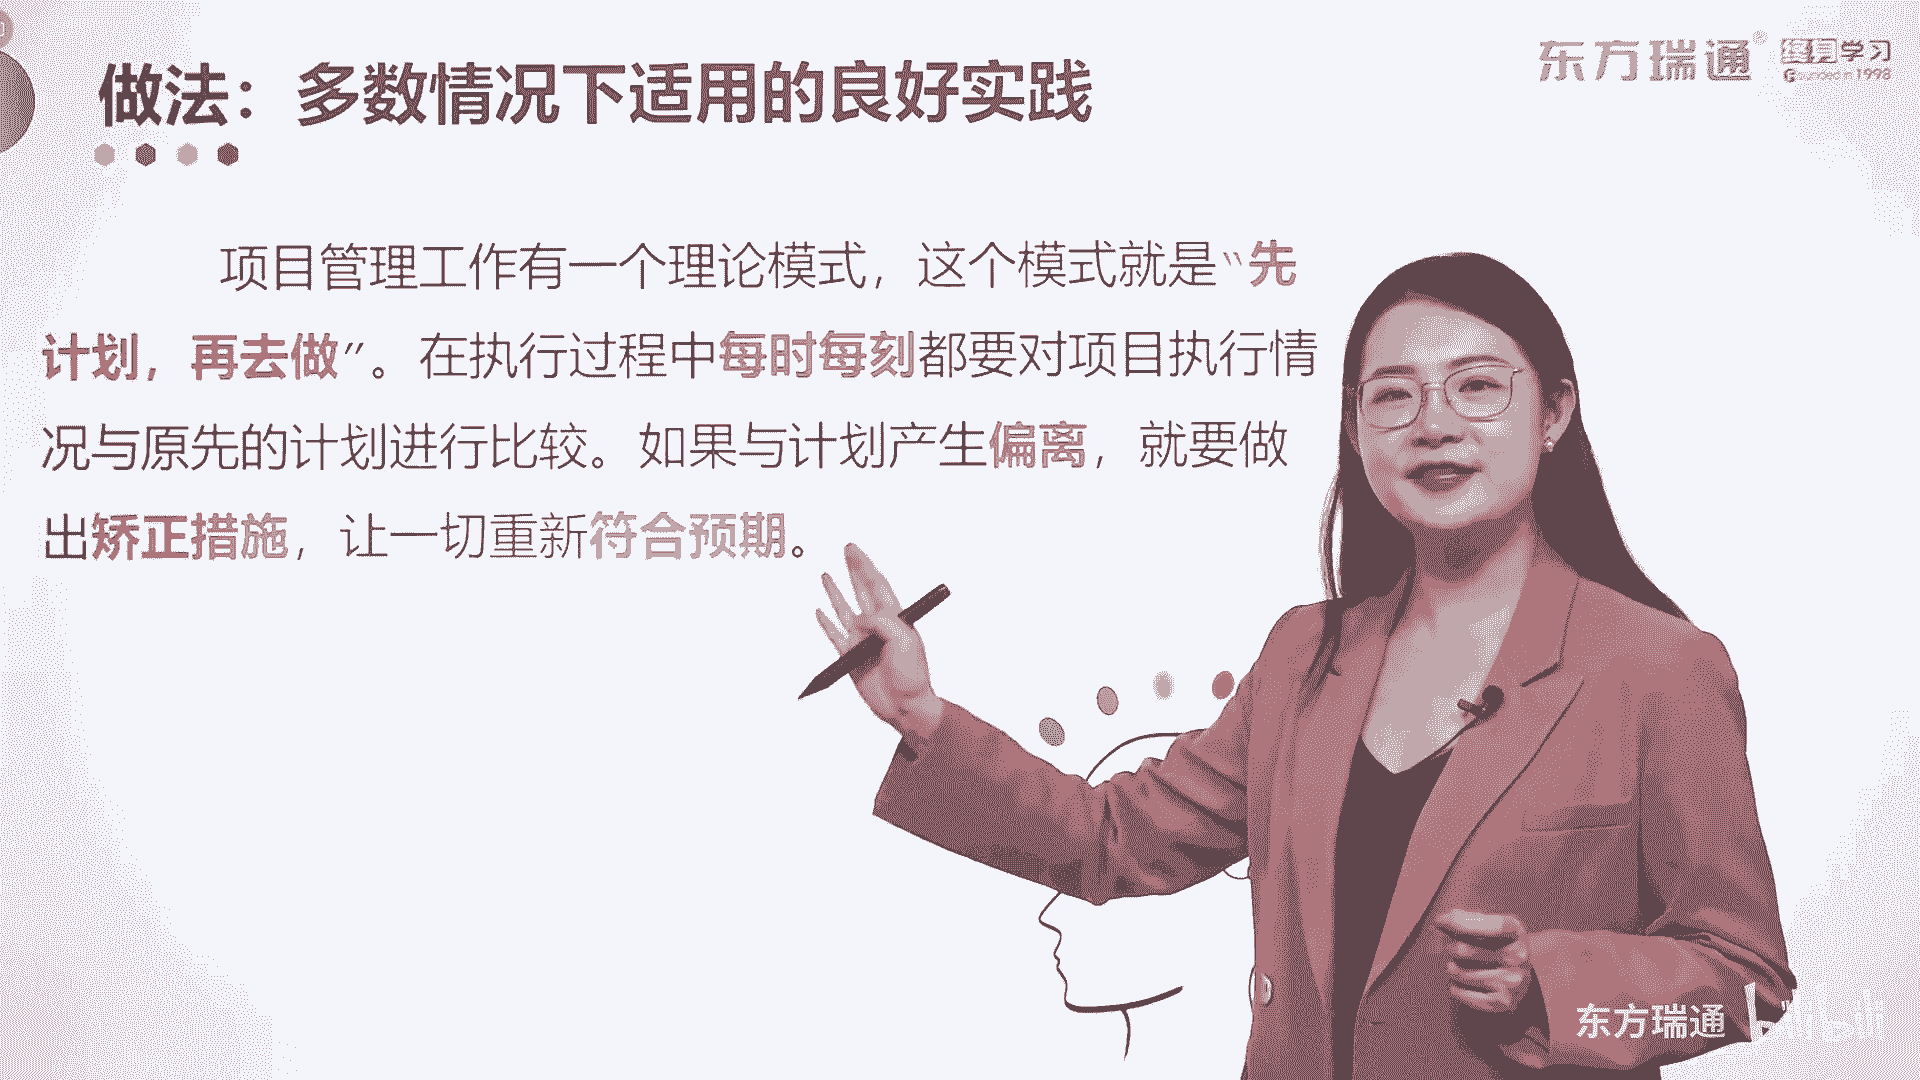 做法：多数情况下适用的良好实践
东方瑞通® 终身学习
Founded in 1998
项目管理工作有一个理论模式，这个模式就是“先
计划，再去做”。在执行过程中每时每刻都要对项目执行情
况与原先的计划进行比较。如果与计划产生偏离，就要做
出矫正措施，让一切重新符合预期。
东方瑞通 bilibili